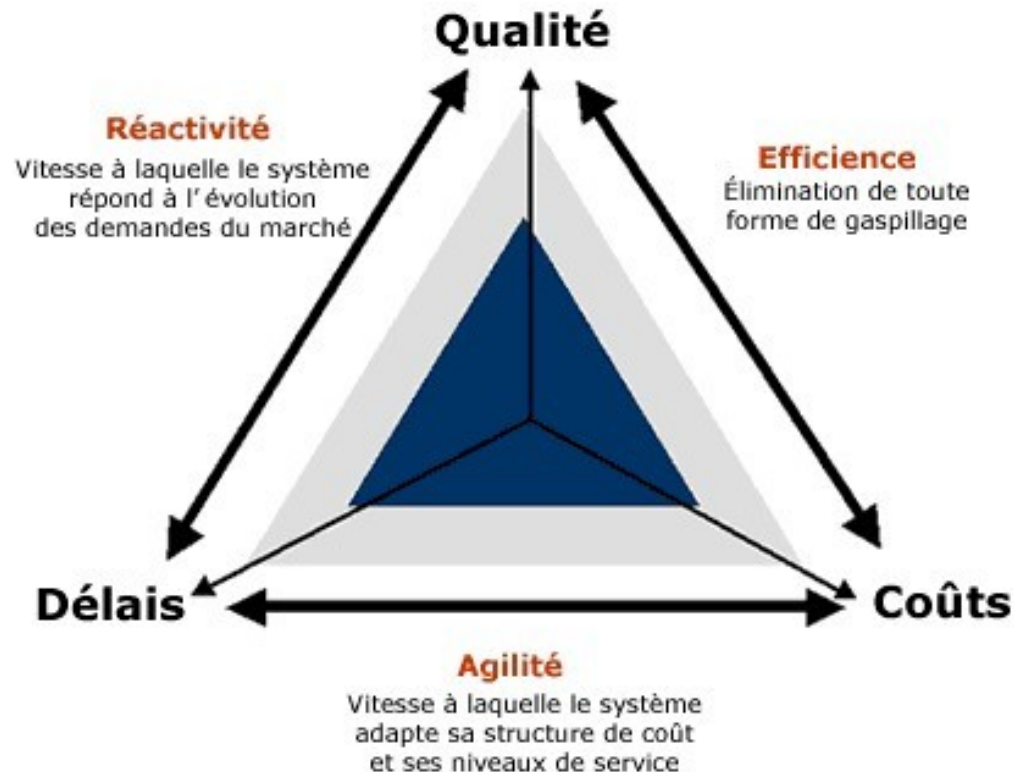 Qualité
Réactivité
Vitesse à laquelle le système
répond à l'évolution
des demandes du marché
Efficience
Élimination de toute
forme de gaspillage
Délais
Coûts
Agilité
Vitesse à laquelle le système
adapte sa structure de coût
et ses niveaux de service